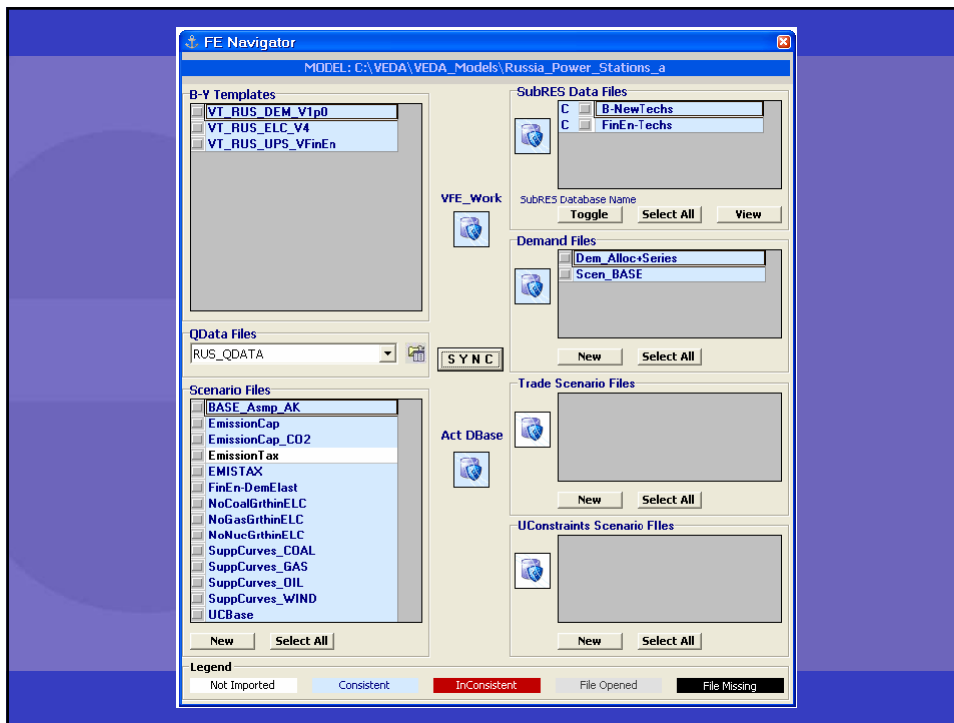 FE Navigator
MODEL: C:\VEDA\VEDA_Models\Russia_Power_Stations_a
B-Y Templates
VT_RUS_DEM_V1p0
VT_RUS_ELC_V4
VT_RUS_UPS_VFinEn
VFE_Work
SubRES Data Files
C B-NewTechs
C FinEn-Techs
SubRES Database Name
Toggle Select All View
Demand Files
Dem_Alloc+Series
Scen_BASE
New Select All
QData Files
RUS_QDATA
SYNC
Scenario Files
BASE_Asmp_AK
EmissionCap
EmissionCap_CO2
EmissionTax
EMISTAX
FinEn-DemElast
NoCoalGrthinELC
NoGasGrthinELC
NoNucGrthinELC
SuppCurves_COAL
SuppCurves_GAS
SuppCurves_OIL
SuppCurves_WIND
UCBase
New Select All
Act DBase
Trade Scenario Files
New Select All
UConstraints Scenario FIles
New Select All
Legend
Not Imported Consistent InConsistent File Opened File Missing